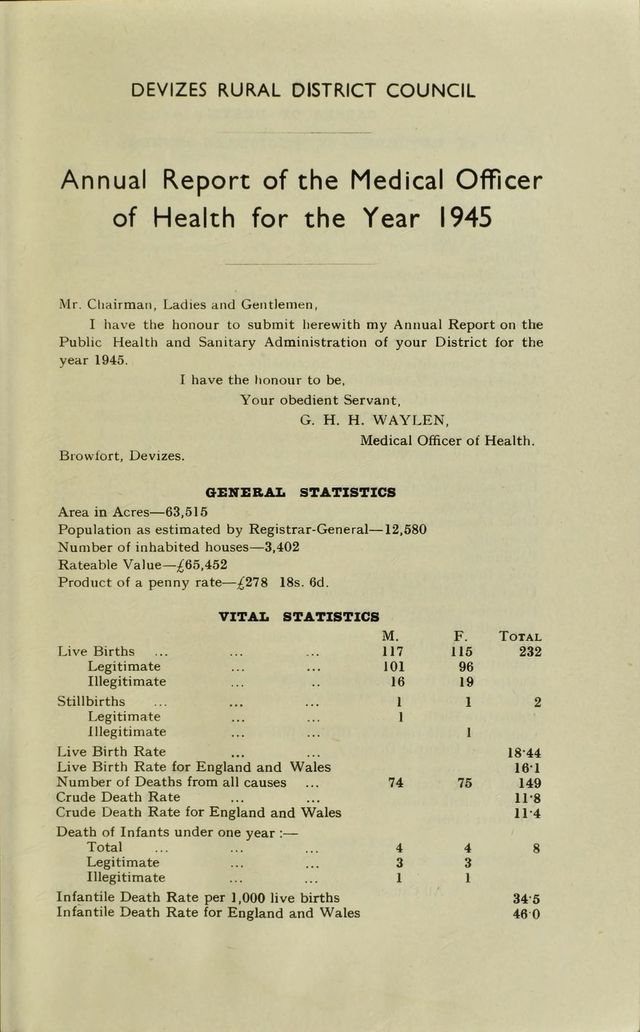 DEVIZES RURAL DISTRICT COUNCIL
Annual Report of the Medical Officer
of Health for the Year 1945
Mr. Chairman, Ladies and Gentlemen,
I have the honour to submit herewith my Annual Report on the
Public Health and Sanitary Administration of your District for the
year 1945.
I have the honour to be,
Your obedient Servant,
G. H. H. WAYLEN,
Medical Officer of Health.
Browfort, Devizes.
GENERAL STATISTICS
Area in Acres—63,515
Population as estimated by Registrar-General—12,580
Number of inhabited houses—3,402
Rateable Value—£65,452
Product of a penny rate—£278 18s. 6d.
VITAL STATISTICS
M. F. TOTAL
Live Births ... ... ... 117 115 232
Legitimate ... ... 101 96
Illegitimate ... .. 16 19
Stillbirths ... ... ... 1 1 2
Legitimate ... ... 1
Illegitimate ... ... 1
Live Birth Rate ... ... 18·44
Live Birth Rate for England and Wales 16·1
Number of Deaths from all causes ... 74 75 149
Crude Death Rate ... ... 11·8
Crude Death Rate for England and Wales 11·4
Death of Infants under one year :—
Total ... ... ... 4 4 8
Legitimate ... ... 3 3
Illegitimate ... ... 1 1
Infantile Death Rate per 1,000 live births 34·5
Infantile Death Rate for England and Wales 46·0